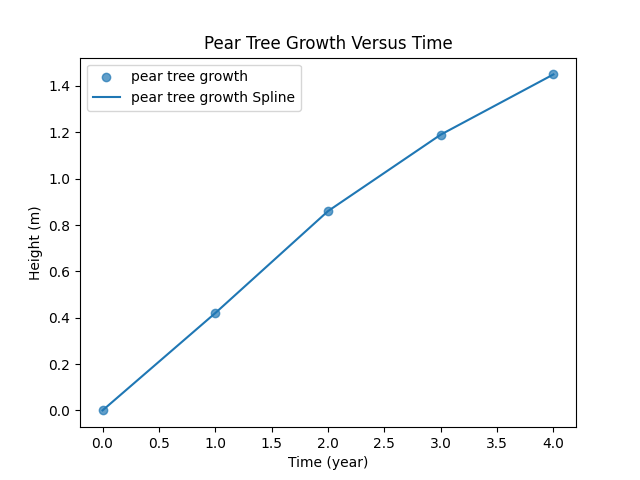 Pear Tree Growth Versus Time
pear tree growth
pear tree growth Spline
Height (m)
1.4
1.2
1.0
0.8
0.6
0.4
0.2
0.0
0.0 0.5 1.0 1.5 2.0 2.5 3.0 3.5 4.0
Time (year)